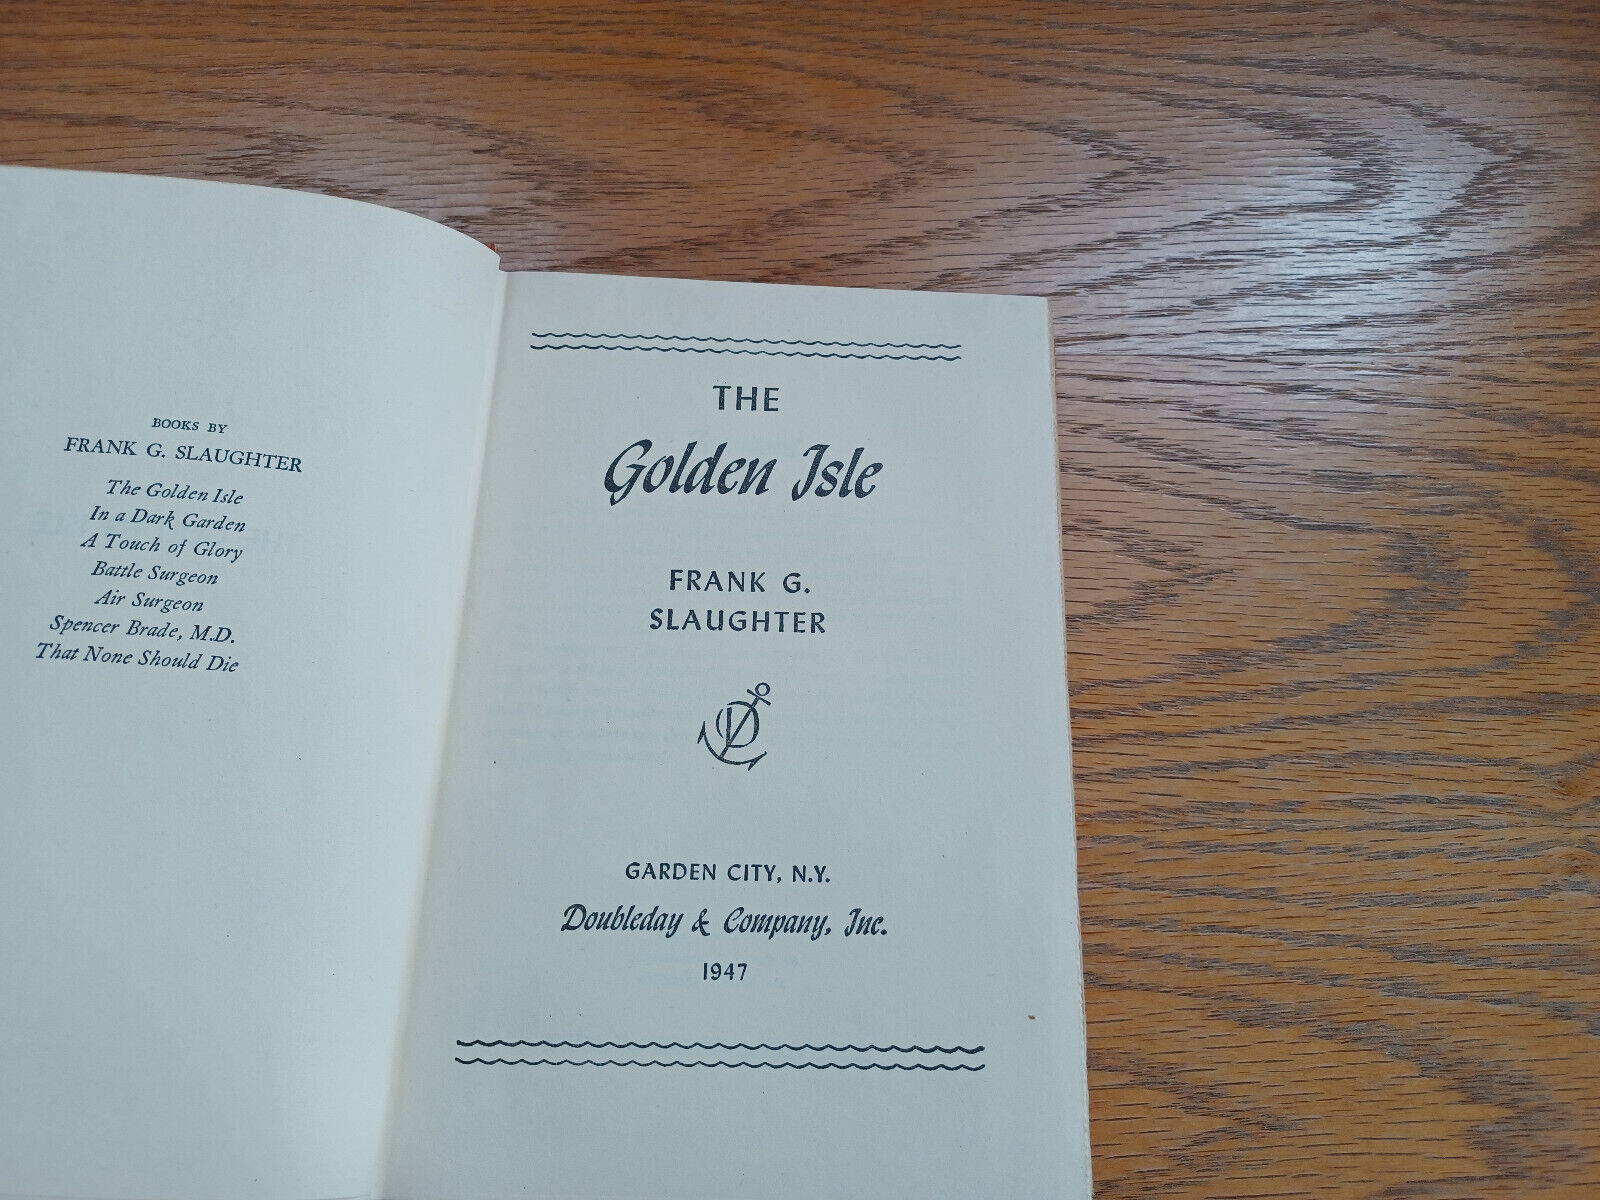 BOOKS BY
FRANK G. SLAUGHTER
The Golden Isle
In a Dark Garden
A Touch of Glory
Battle Surgeon
Air Surgeon
Spencer Brade, M.D.
That None Should Die
THE
Golden Isle
FRANK G.
SLAUGHTER
D
GARDEN CITY, N.Y.
Doubleday & Company, Inc.
1947